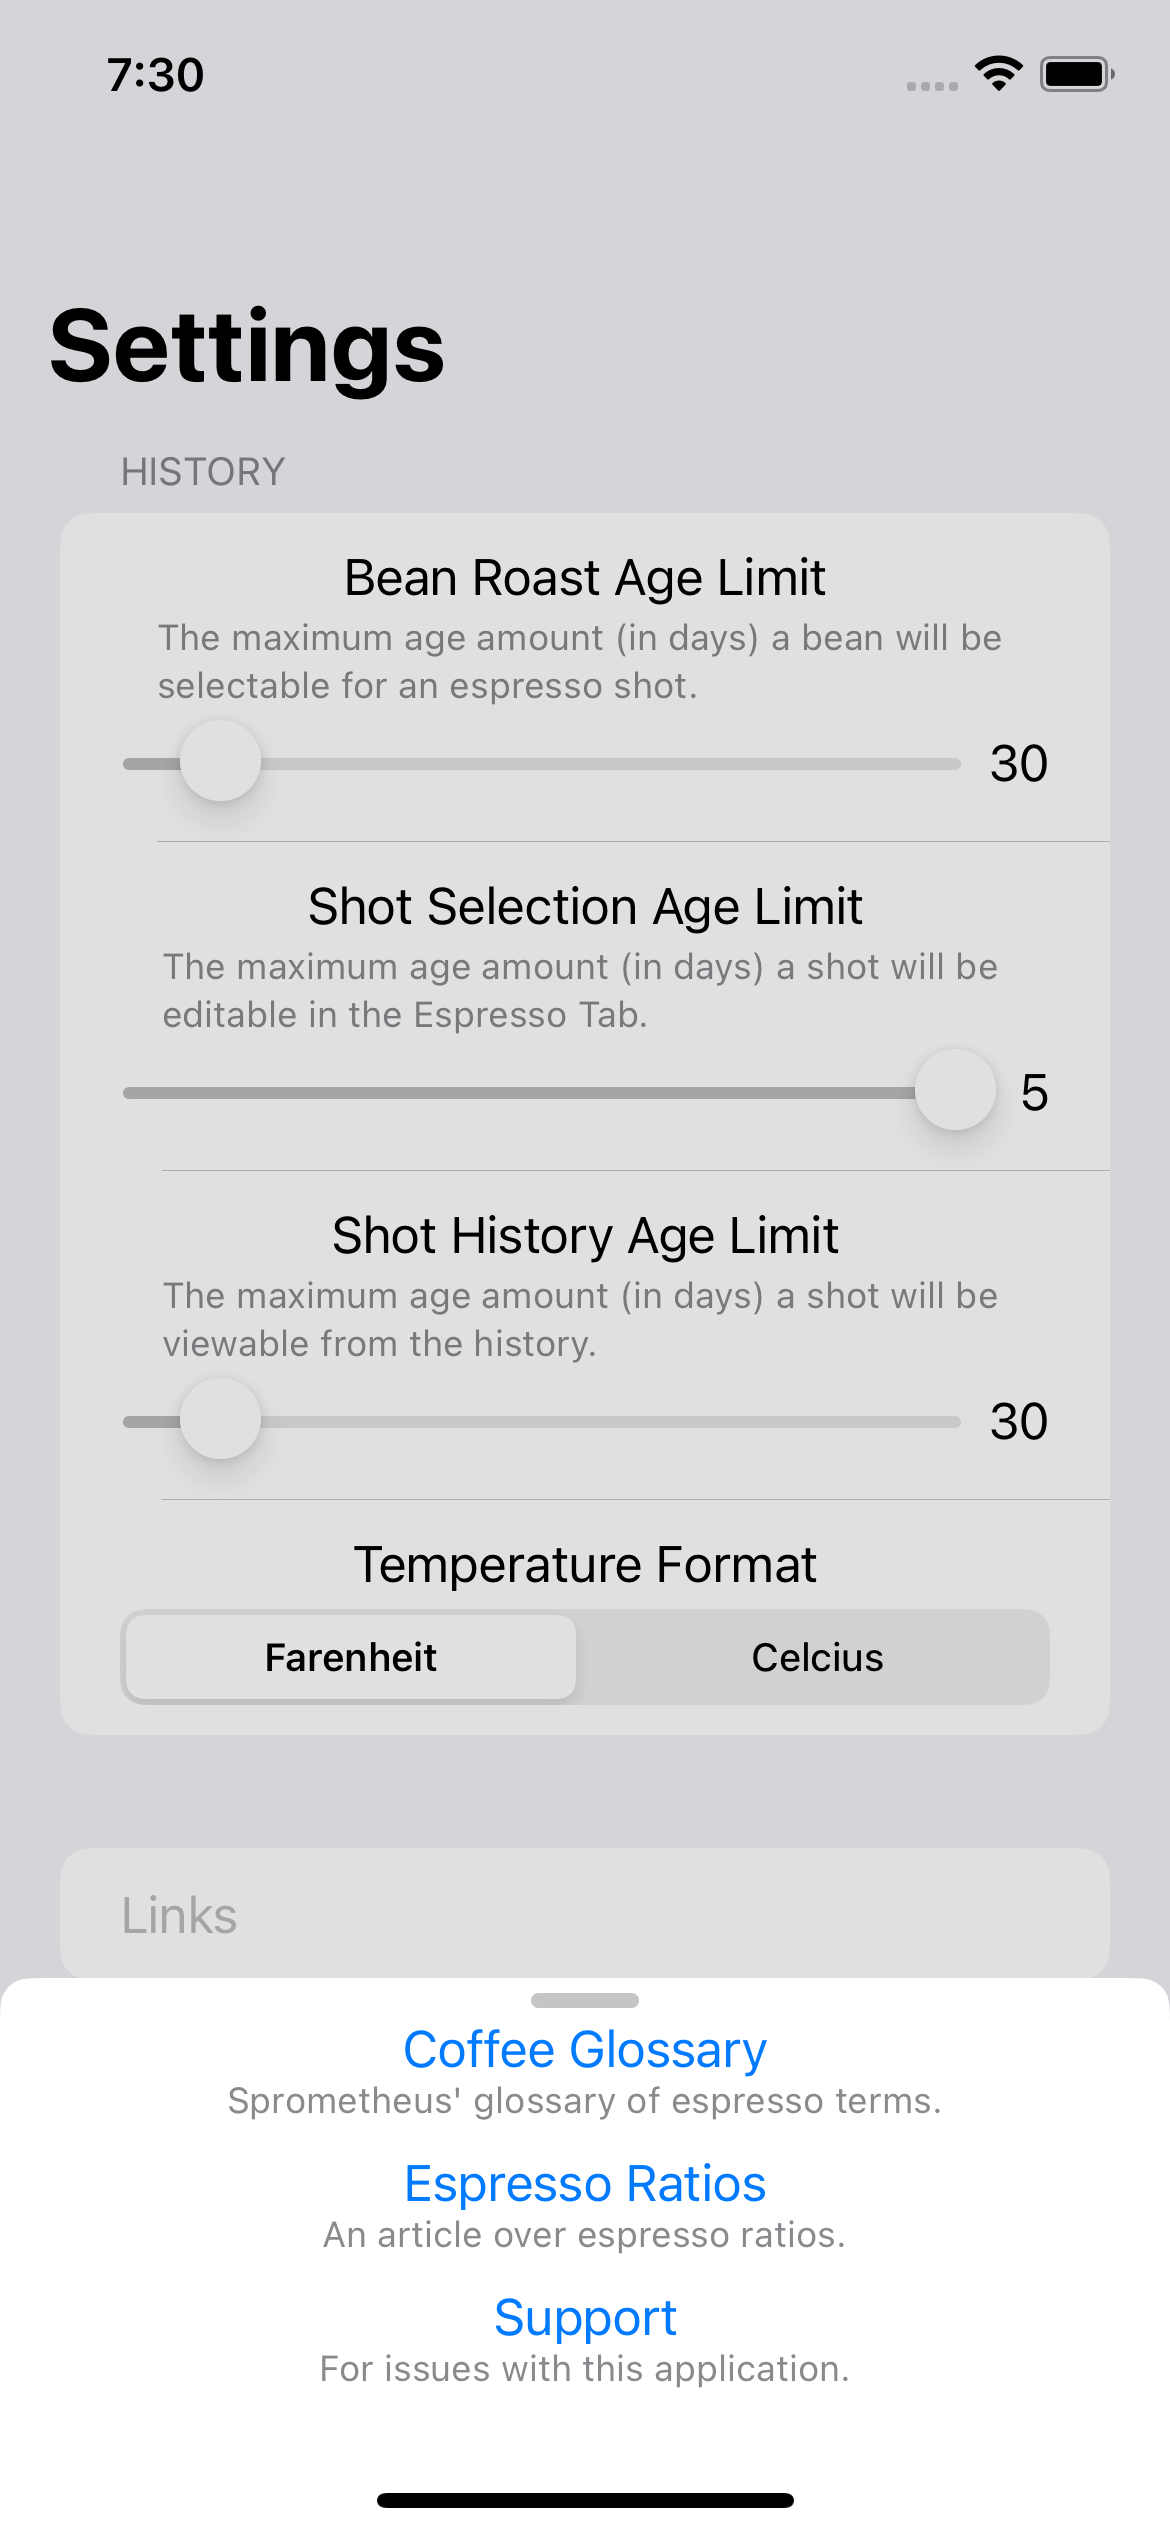 7:30
Settings
HISTORY
Bean Roast Age Limit
The maximum age amount (in days) a bean will be
selectable for an espresso shot.
30
Shot Selection Age Limit
The maximum age amount (in days) a shot will be
editable in the Espresso Tab.
5
Shot History Age Limit
The maximum age amount (in days) a shot will be
viewable from the history.
30
Temperature Format
Farenheit Celcius
Links
Coffee Glossary
Sprometheus' glossary of espresso terms.
Espresso Ratios
An article over espresso ratios.
Support
For issues with this application.